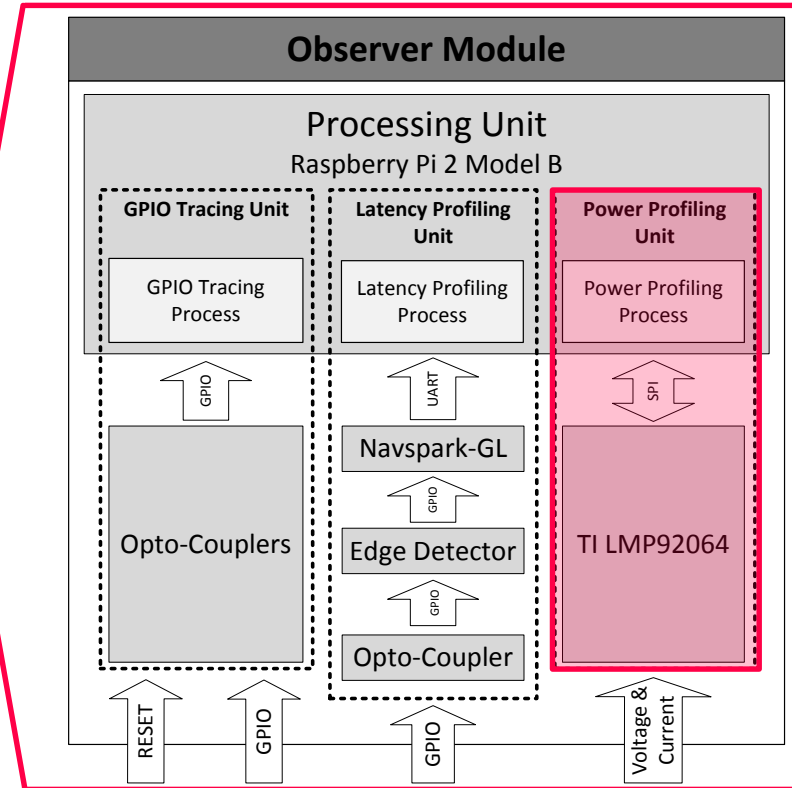 Observer Module
Processing Unit
Raspberry Pi 2 Model B
GPIO Tracing Unit
GPIO Tracing
Process
GPIO
Opto-Couplers
RESET
GPIO
Latency Profiling
Unit
Latency Profiling
Process
UART
Navspark-GL
GPIO
Edge Detector
GPIO
Opto-Coupler
GPIO
Power Profiling
Unit
Power Profiling
Process
SPI
TI LMP92064
Voltage &
Current